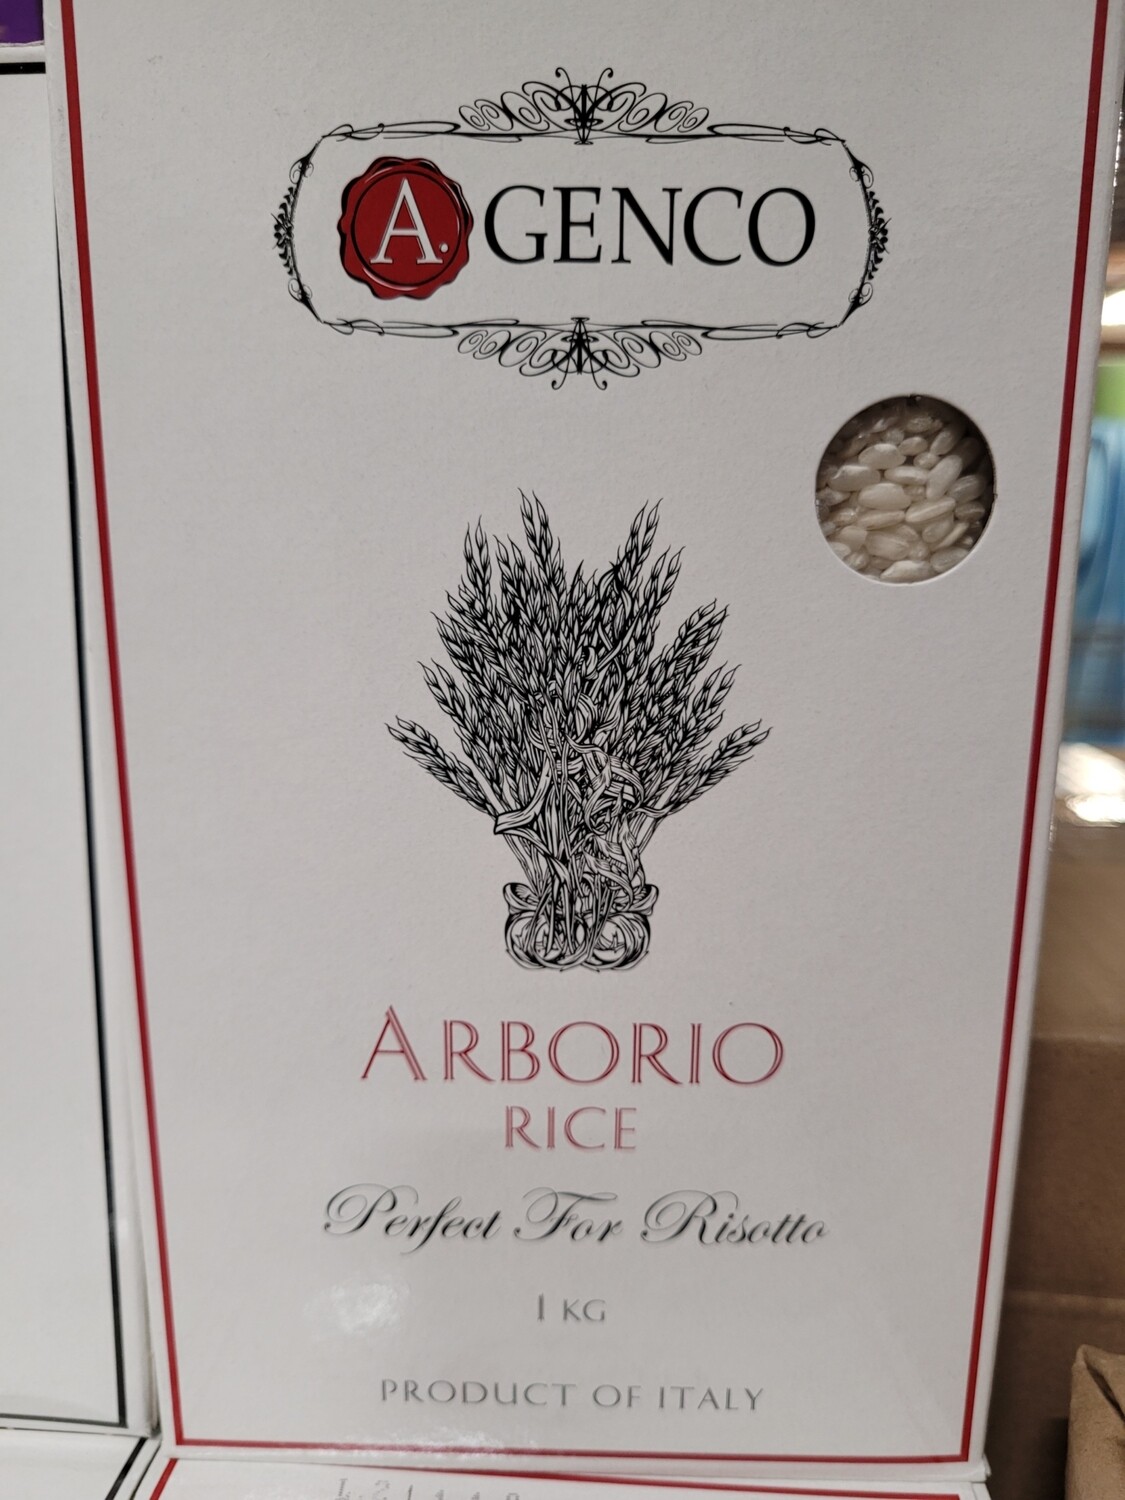 A. GENCO
ARBORIO
RICE
Perfect For Risotto
1 KG
PRODUCT OF ITALY